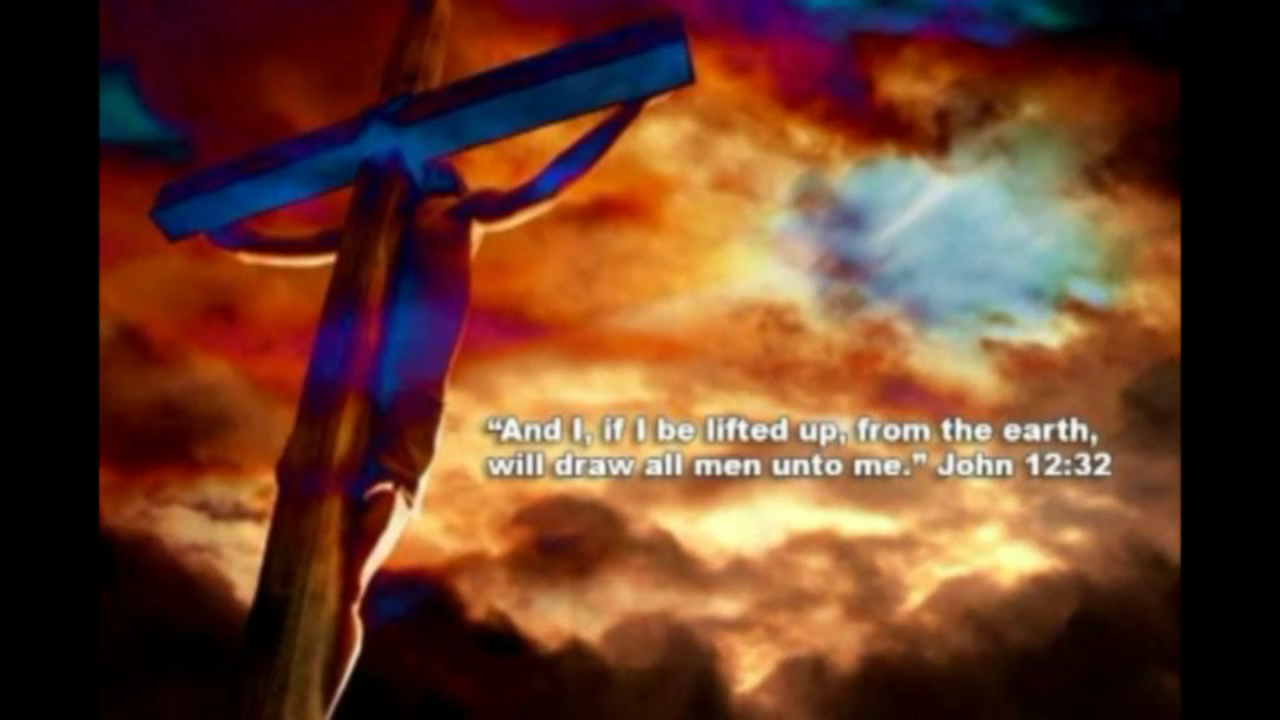 “And I, if I be lifted up, from the earth,
will draw all men unto me.” John 12:32